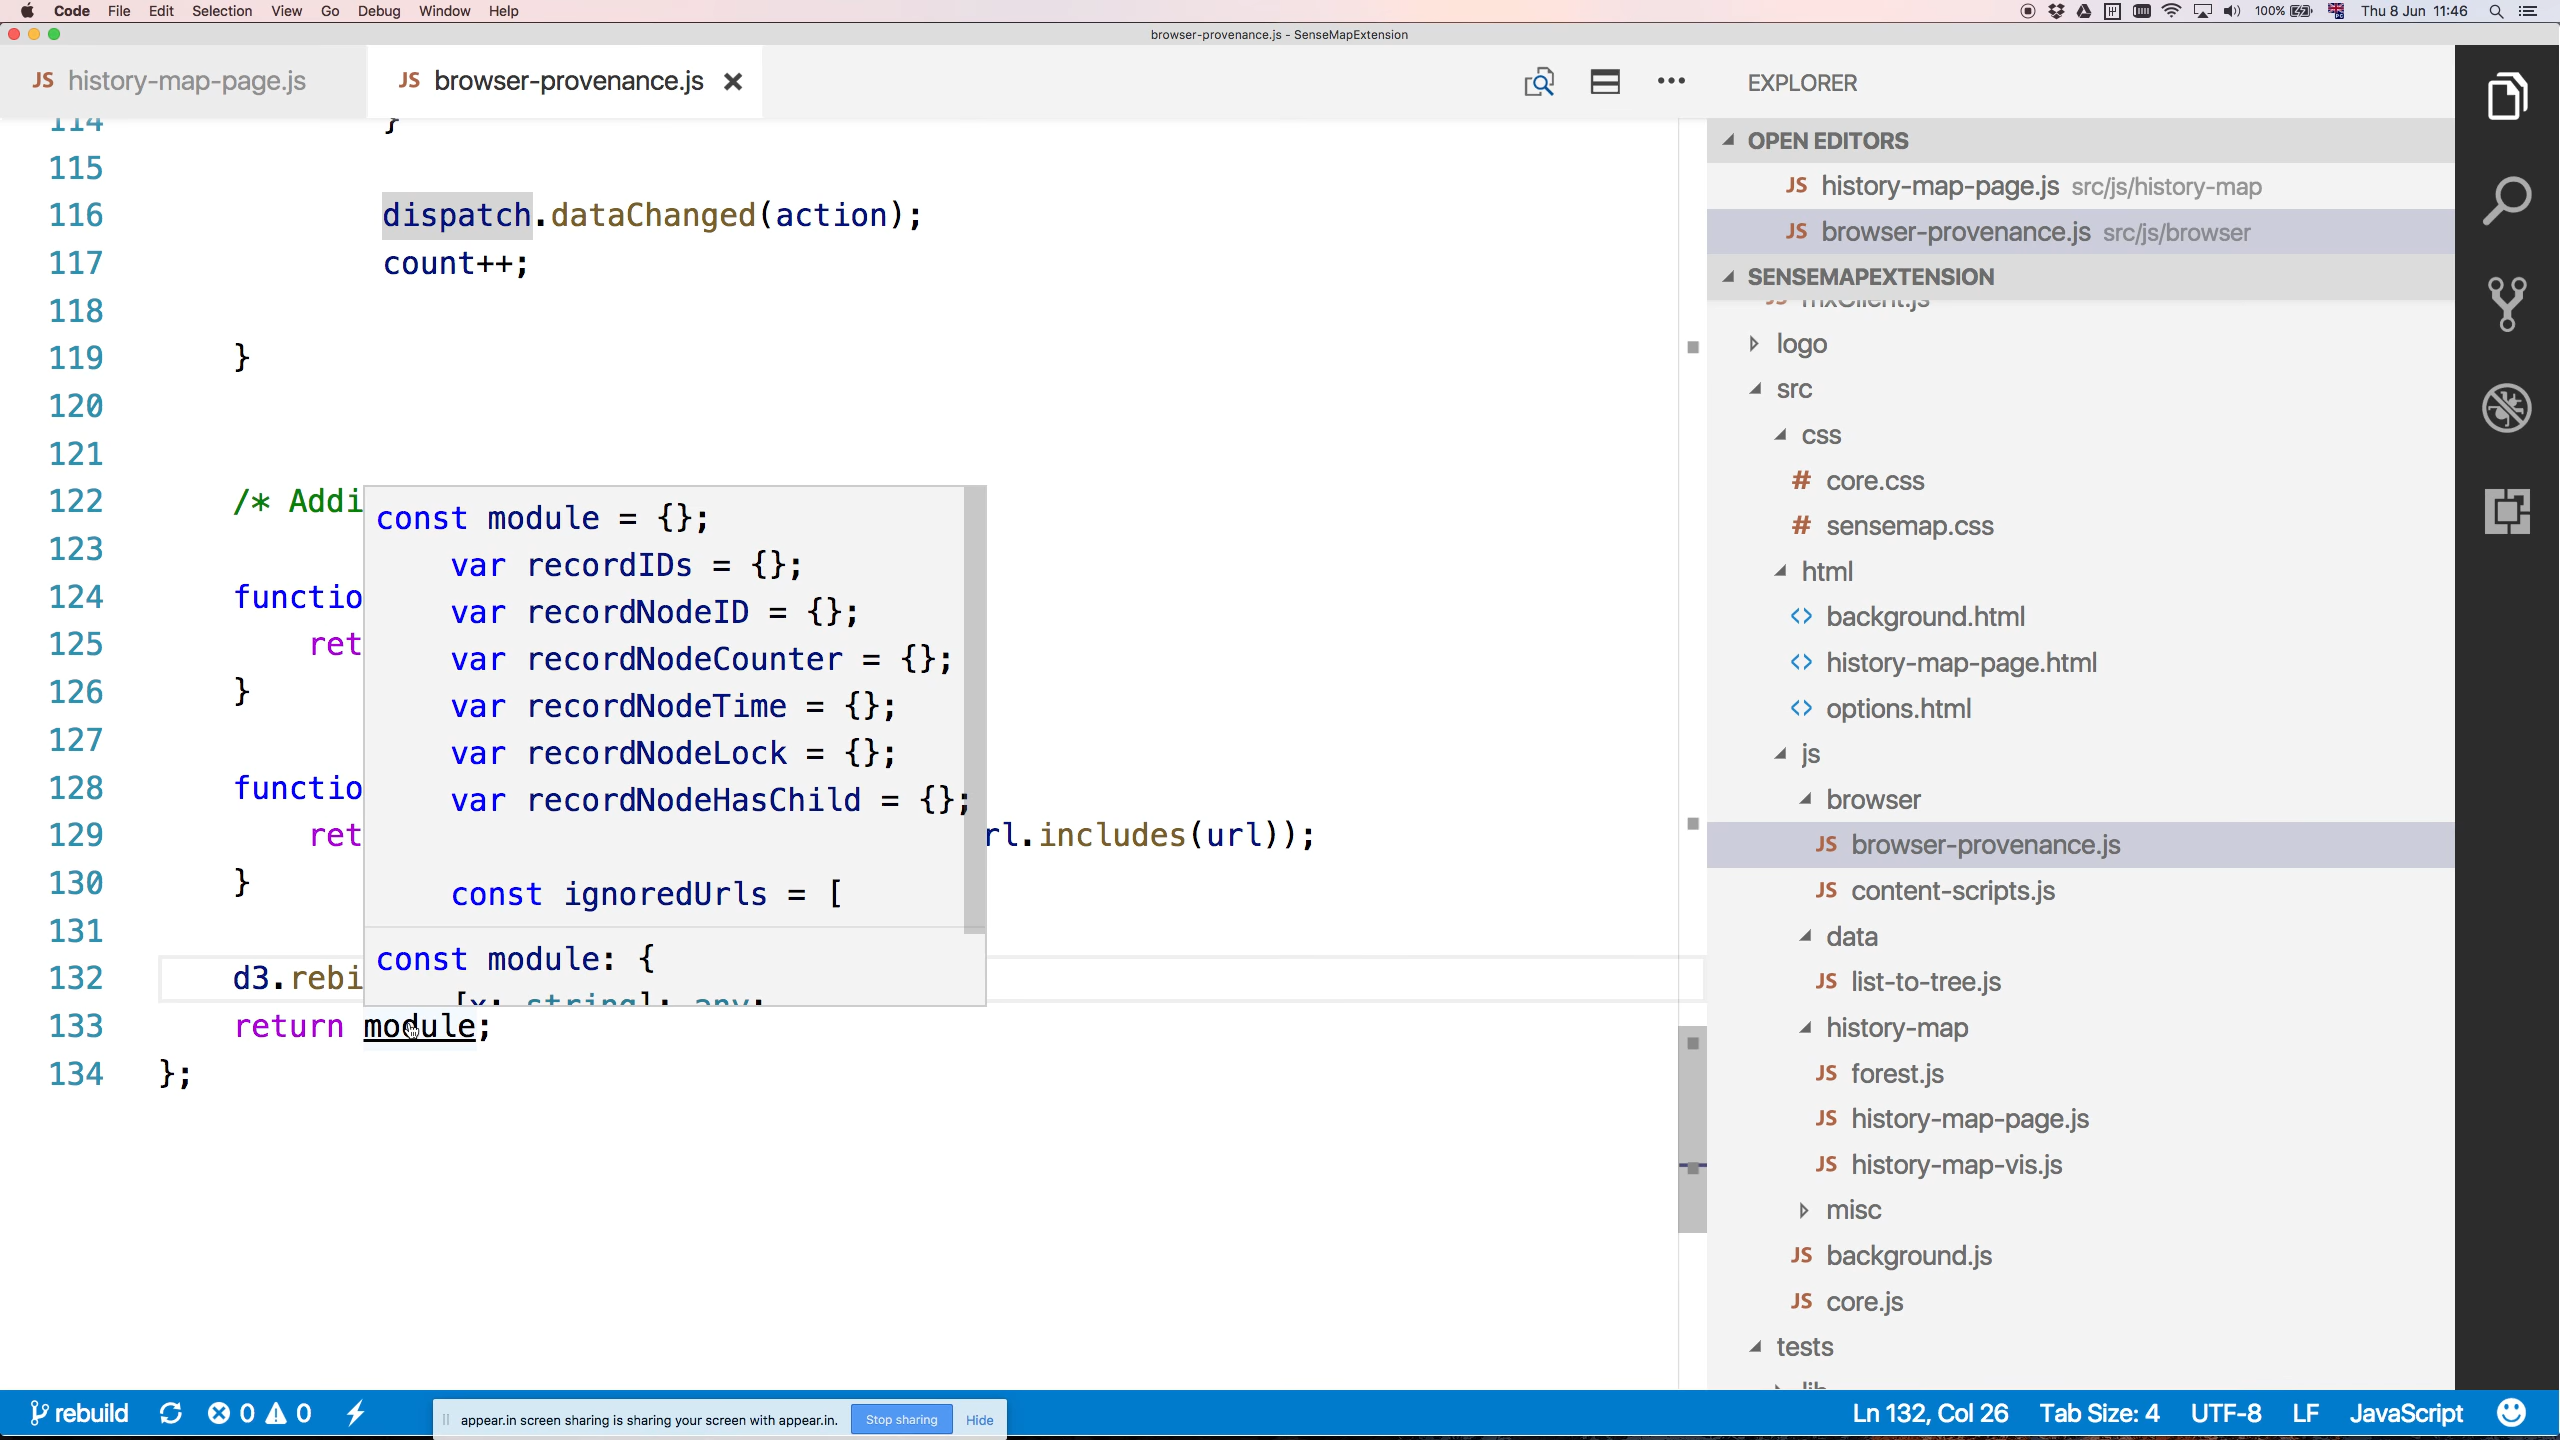 Code File Edit Selection View Go Debug Window Help
100% Thu 8 Jun 11:46
browser-provenance.js - SenseMapExtension
JS history-map-page.js
JS browser-provenance.js
EXPLORER
114 }
115
116 dispatch.dataChanged(action);
117 count++;
118
119 }
120
121
122 /* Addi
123
124 functio
125 ret
126 }
127
128 functio
129 ret rl.includes(url));
130 }
131
132 d3.rebi
133 return module;
134 };
const module = {};
var recordIDs = {};
var recordNodeID = {};
var recordNodeCounter = {};
var recordNodeTime = {};
var recordNodeLock = {};
var recordNodeHasChild = {};
const ignoredUrls = [
const module: {
[x: string]: any;
OPEN EDITORS
JS history-map-page.js src/js/history-map
JS browser-provenance.js src/js/browser
SENSEMAPEXTENSION
JS mxClient.js
logo
src
css
# core.css
# sensemap.css
html
<> background.html
<> history-map-page.html
<> options.html
js
browser
JS browser-provenance.js
JS content-scripts.js
data
JS list-to-tree.js
history-map
JS forest.js
JS history-map-page.js
JS history-map-vis.js
misc
JS background.js
JS core.js
tests
rebuild 0 0
appear.in screen sharing is sharing your screen with appear.in. Stop sharing Hide
Ln 132, Col 26 Tab Size: 4 UTF-8 LF JavaScript